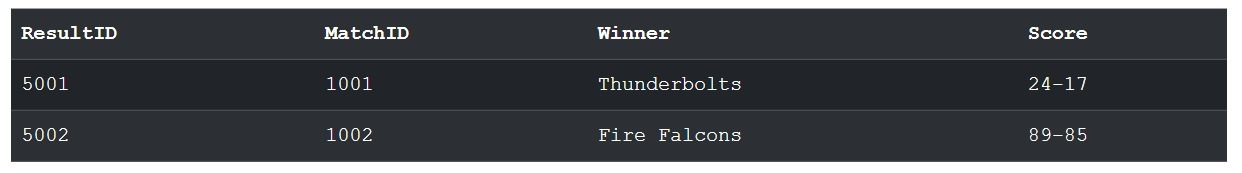 ResultID MatchID Winner Score
5001 1001 Thunderbolts 24-17
5002 1002 Fire Falcons 89-85